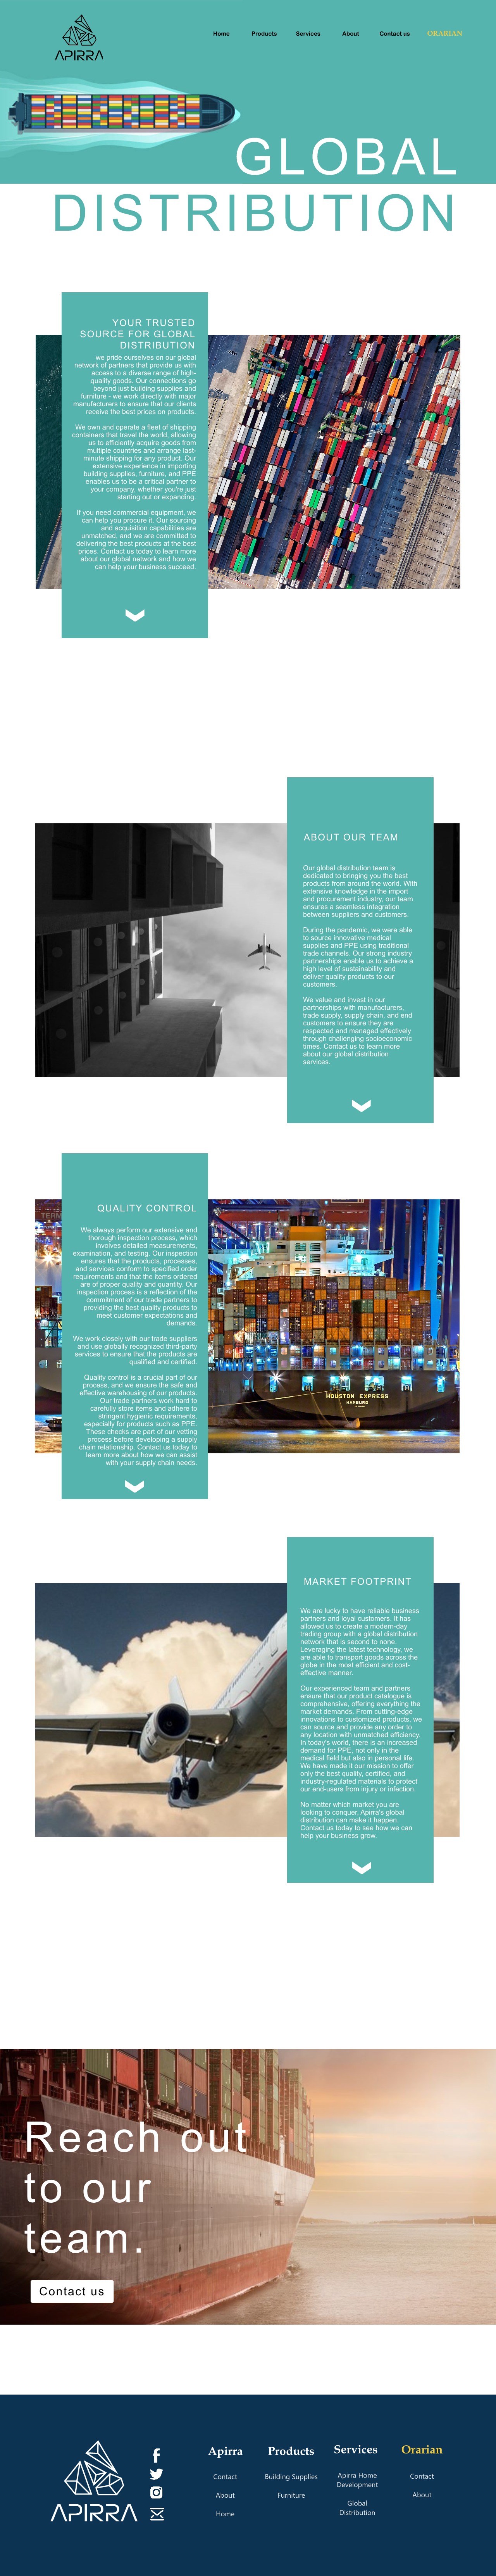 Home Products Services About Contact us ORARIAN
APIRRA
GLOBAL
DISTRIBUTION
YOUR TRUSTED
SOURCE FOR GLOBAL
DISTRIBUTION
we pride ourselves on our global
network of partners that provide us with
access to a diverse range of high-
quality goods. Our connections go
beyond just building supplies and
furniture - we work directly with major
manufacturers to ensure that our clients
receive the best prices on products.
We own and operate a fleet of shipping
containers that travel the world, allowing
us to efficiently acquire goods from
multiple countries and arrange last-
minute shipping for any product. Our
extensive experience in importing
building supplies, furniture, and PPE
enables us to be a critical partner to
your company, whether you're just
starting out or expanding.
If you need commercial equipment, we
can help you procure it. Our sourcing
and acquisition capabilities are
unmatched, and we are committed to
delivering the best products at the best
prices. Contact us today to learn more
about our global network and how we
can help your business succeed.
ABOUT OUR TEAM
Our global distribution team is
dedicated to bringing you the best
products from around the world. With
extensive knowledge in the import
and procurement industry, our team
ensures a seamless integration
between suppliers and customers.
During the pandemic, we were able
to source innovative medical
supplies and PPE using traditional
trade channels. Our strong industry
partnerships enable us to achieve a
high level of sustainability and
deliver quality products to our
customers.
We value and invest in our
partnerships with manufacturers,
trade supply, supply chain, and end
customers to ensure they are
respected and managed effectively
through challenging socioeconomic
times. Contact us to learn more
about our global distribution
services.
QUALITY CONTROL
We always perform our extensive and
thorough inspection process, which
involves detailed measurements,
examination, and testing. Our inspection
ensures that the products, processes,
and services conform to specified order
requirements and that the items ordered
are of proper quality and quantity. Our
inspection process is a reflection of the
commitment of our trade partners to
providing the best quality products to
meet customer expectations and
demands.
We work closely with our trade suppliers
and use globally recognized third-party
services to ensure that the products are
qualified and certified.
Quality control is a crucial part of our
process, and we ensure the safe and
effective warehousing of our products.
Our trade partners work hard to
carefully store items and adhere to
stringent hygienic requirements,
especially for products such as PPE.
These checks are part of our vetting
process before developing a supply
chain relationship. Contact us today to
learn more about how we can assist
with your supply chain needs.
TERM
HOUSTON EXPRESS
HAMBURG
MARKET FOOTPRINT
We are lucky to have reliable business
partners and loyal customers. It has
allowed us to create a modern-day
trading group with a global distribution
network that is second to none.
Leveraging the latest technology, we
are able to transport goods across the
globe in the most efficient and cost-
effective manner.
Our experienced team and partners
ensure that our product catalogue is
comprehensive, offering everything the
market demands. From cutting-edge
innovations to customized products, we
can source and provide any order to
any location with unmatched efficiency.
In today's world, there is an increased
demand for PPE, not only in the
medical field but also in personal life.
We have made it our mission to offer
only the best quality, certified, and
industry-regulated materials to protect
our end-users from injury or infection.
No matter which market you are
looking to conquer, Apirra's global
distribution can make it happen.
Contact us today to see how we can
help your business grow.
Reach out
to our
team.
Contact us
APIRRA
Apirra
Contact
About
Home
Products
Building Supplies
Furniture
Services
Apirra Home
Development
Global
Distribution
Orarian
Contact
About